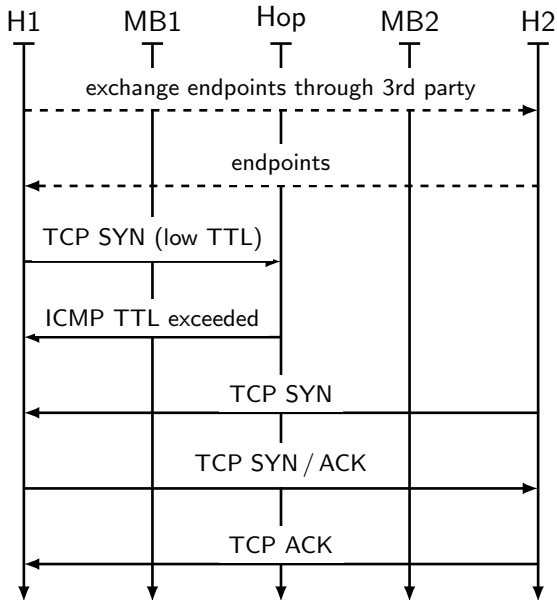 H1 MB1 Hop MB2 H2
exchange endpoints through 3rd party
endpoints
TCP SYN (low TTL)
ICMP TTL exceeded
TCP SYN
TCP SYN / ACK
TCP ACK